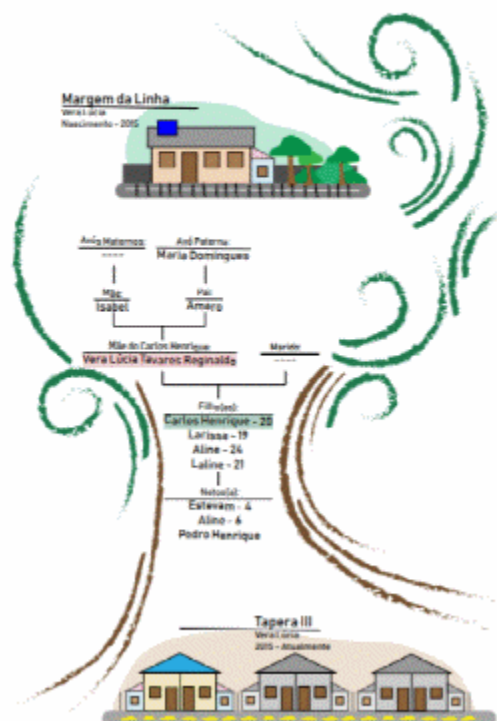 Margem da Linha
Vera Lúcia
Nascimento - 2015
Avós Maternos:
----
Avó Paterna:
Maria Domingues
Mãe:
Isabel
Pai:
Amero
Mãe do Carlos Henrique
Vera Lúcia Tavares Reginaldo
Marido:
----
Filho(as):
Carlos Henrique - 20
Larissa - 19
Aline - 24
Laline - 21
Netos(a):
Estevam - 4
Aline - 6
Pedro Henrique
Tapera III
Vera Lúcia
2015 - Atualmente